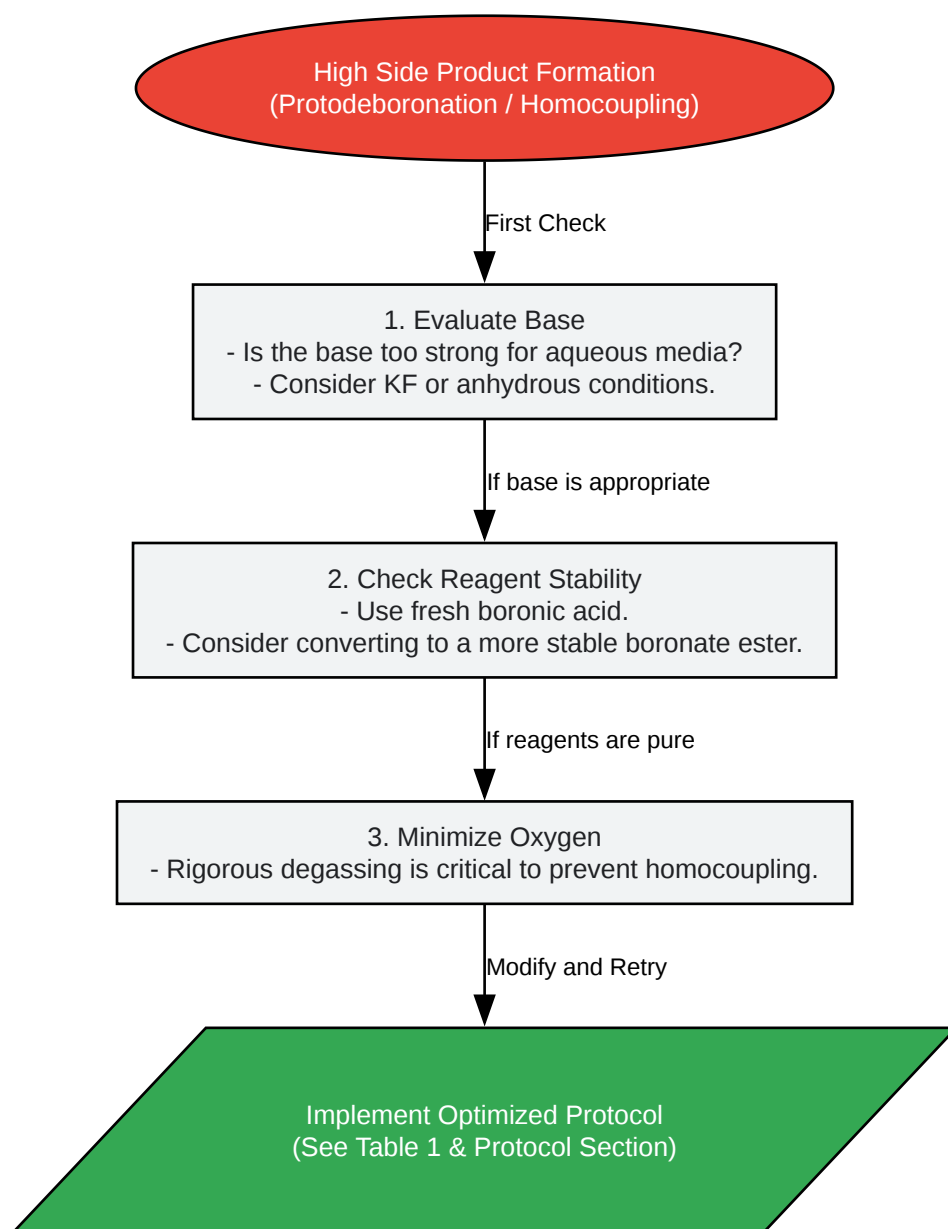 High Side Product Formation
(Protodeboronation / Homocoupling)
First Check
1. Evaluate Base
- Is the base too strong for aqueous media?
- Consider KF or anhydrous conditions.
If base is appropriate
2. Check Reagent Stability
- Use fresh boronic acid.
- Consider converting to a more stable boronate ester.
If reagents are pure
3. Minimize Oxygen
- Rigorous degassing is critical to prevent homocoupling.
Modify and Retry
Implement Optimized Protocol
(See Table 1 & Protocol Section)